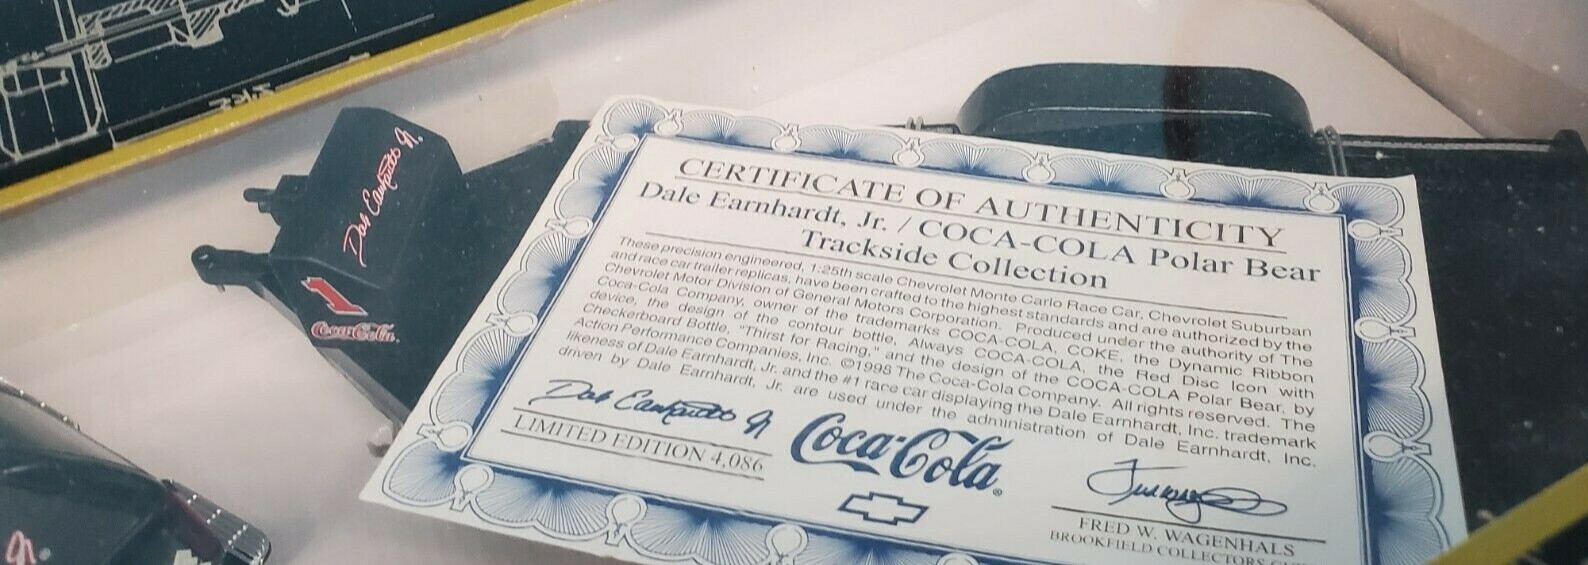 Dale Earnhardt Jr.
1
Coca-Cola.
Jr.
CERTIFICATE OF AUTHENTICITY
Dale Earnhardt, Jr. / COCA-COLA Polar Bear
Trackside Collection
These precision engineered, 1:25th scale Chevrolet Monte Carlo Race Car, Chevrolet Suburban
and race car trailer replicas, have been crafted to the highest standards and are authorized by the
Chevrolet Motor Division of General Motors Corporation. Produced under the authority of The
Coca-Cola Company, owner of the trademarks COCA-COLA, COKE, the Dynamic Ribbon
device, the design of the contour bottle, Always COCA-COLA, the Red Disc Icon with
Checkerboard Bottle, "Thirst for Racing," and the design of the COCA-COLA Polar Bear, by
Action Performance Companies, Inc. ©1998 The Coca-Cola Company. All rights reserved. The
likeness of Dale Earnhardt, Jr. and the #1 race car displaying the Dale Earnhardt, Inc. trademark
driven by Dale Earnhardt, Jr. are used under the administration of Dale Earnhardt, Inc.
Dale Earnhardt Jr
LIMITED EDITION 4,086
Coca-Cola®
FRED W. WAGENHALS
BROOKFIELD COLLECTORS